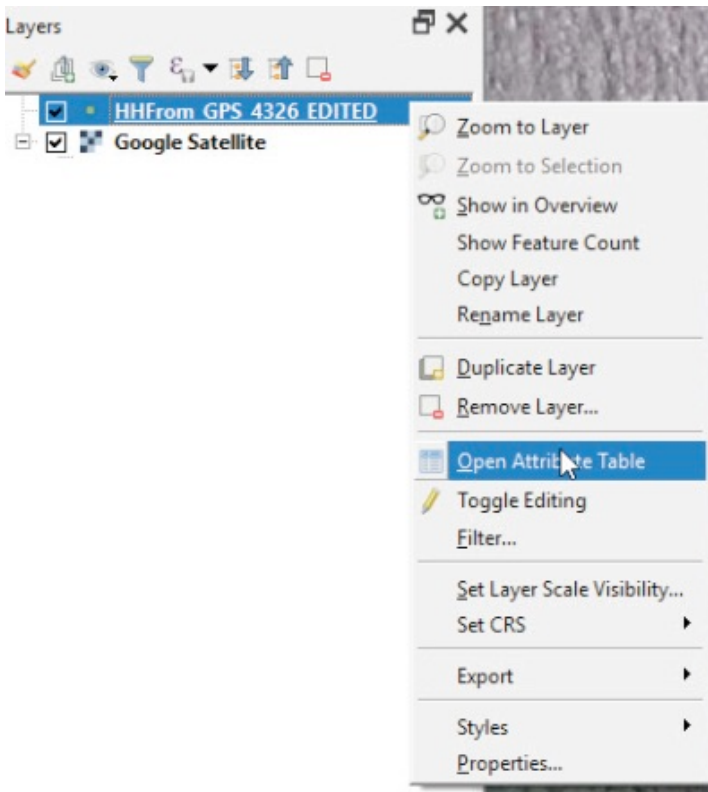 Layers
HHFrom GPS 4326 EDITED
Google Satellite
Zoom to Layer
Zoom to Selection
Show in Overview
Show Feature Count
Copy Layer
Rename Layer
Duplicate Layer
Remove Layer...
Open Attribute Table
Toggle Editing
Filter...
Set Layer Scale Visibility...
Set CRS
Export
Styles
Properties...